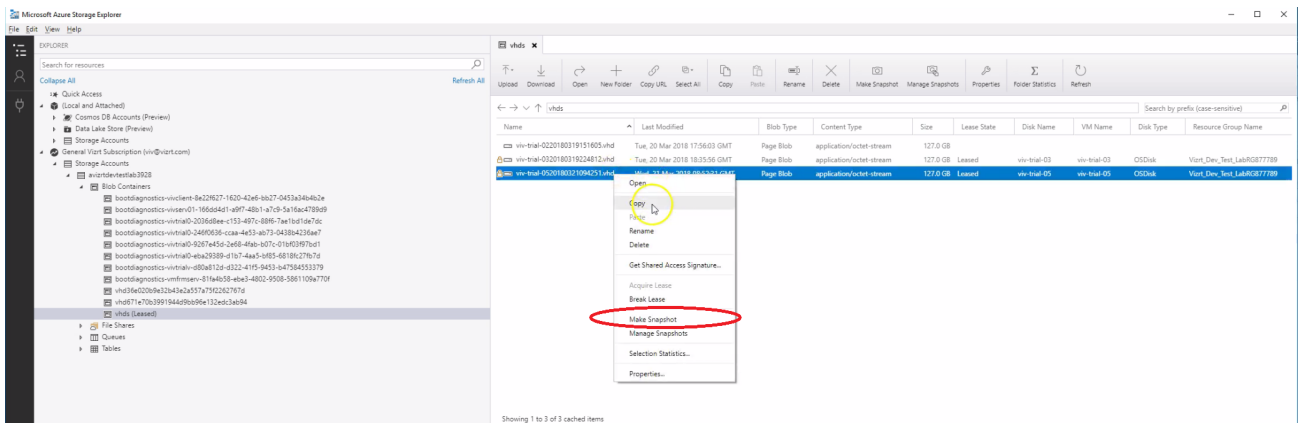 Microsoft Azure Storage Explorer
File Edit View Help
EXPLORER
Search for resources
Collapse All Refresh All
Quick Access
(Local and Attached)
Cosmos DB Accounts (Preview)
Data Lake Store (Preview)
Storage Accounts
General Vizrt Subscription (viv@vizrt.com)
Storage Accounts
avizrtdevtestlab3928
Blob Containers
bootdiagnostics-vivclient-8e22f627-1620-42e6-bb27-0453a34b4b2e
bootdiagnostics-vivserv01-166dd4d1-a9f7-48b1-a7c9-5a16ac4789d9
bootdiagnostics-vivtrial0-2036d8ee-c153-497c-88f6-7ae1bd1de7dc
bootdiagnostics-vivtrial0-246f0636-ccaa-4e53-ab73-0438b4236ae7
bootdiagnostics-vivtrial0-9267e45d-2e68-4fab-b07c-01bf03f97bd1
bootdiagnostics-vivtrial0-eba29389-d1b7-4aa5-bf85-6818fc27fb7d
bootdiagnostics-vivtrialv-d80a812d-d322-41f5-9453-b47584553379
bootdiagnostics-vmfrmserv-81fa4b58-ebe3-4802-9508-5861109a770f
vhd36e020b9e32b43e2a557a75f2262767d
vhd671e70b3991944d9bb96e132edc3ab94
vhds (Leased)
File Shares
Queues
Tables
vhds
Upload Download Open New Folder Copy URL Select All Copy Paste Rename Delete Make Snapshot Manage Snapshots Properties Folder Statistics Refresh
vhds Search by prefix (case-sensitive)
Name Last Modified Blob Type Content Type Size Lease State Disk Name VM Name Disk Type Resource Group Name
viv-trial-0220180319151605.vhd Tue, 20 Mar 2018 17:56:03 GMT Page Blob application/octet-stream 127.0 GB
viv-trial-0320180319224812.vhd Tue, 20 Mar 2018 18:35:56 GMT Page Blob application/octet-stream 127.0 GB Leased viv-trial-03 viv-trial-03 OSDisk Vizrt_Dev_Test_LabRG877789
viv-trial-0520180321094251.vhd Wed, 21 Mar 2018 09:52:31 GMT Page Blob application/octet-stream 127.0 GB Leased viv-trial-05 viv-trial-05 OSDisk Vizrt_Dev_Test_LabRG877789
Open
Copy
Paste
Rename
Delete
Get Shared Access Signature...
Acquire Lease
Break Lease
Make Snapshot
Manage Snapshots
Selection Statistics...
Properties...
Showing 1 to 3 of 3 cached items